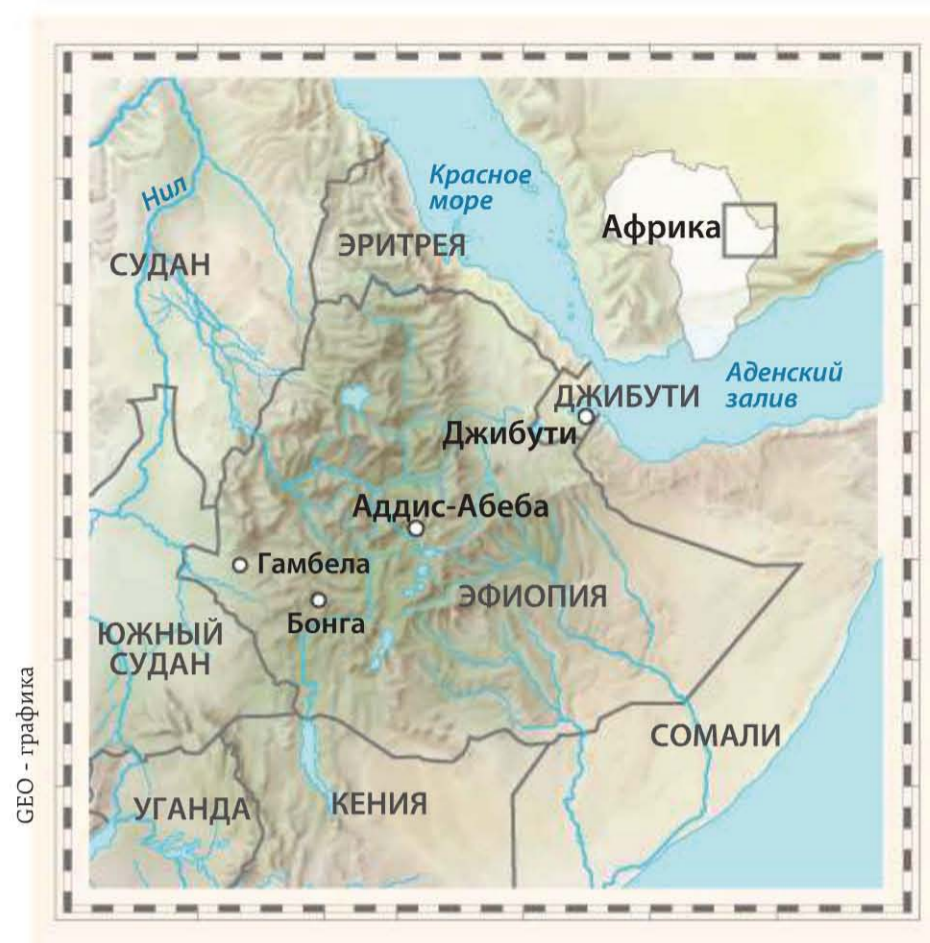 Красное
море
Нил
Африка
ЭРИТРЕЯ
СУДАН
Аденский
залив
ДЖИБУТИ
Джибути
Аддис-Абеба
Гамбела
ЭФИОПИЯ
Бонга
ЮЖНЫЙ
СУДАН
СОМАЛИ
УГАНДА
КЕНИЯ
GEO - графика